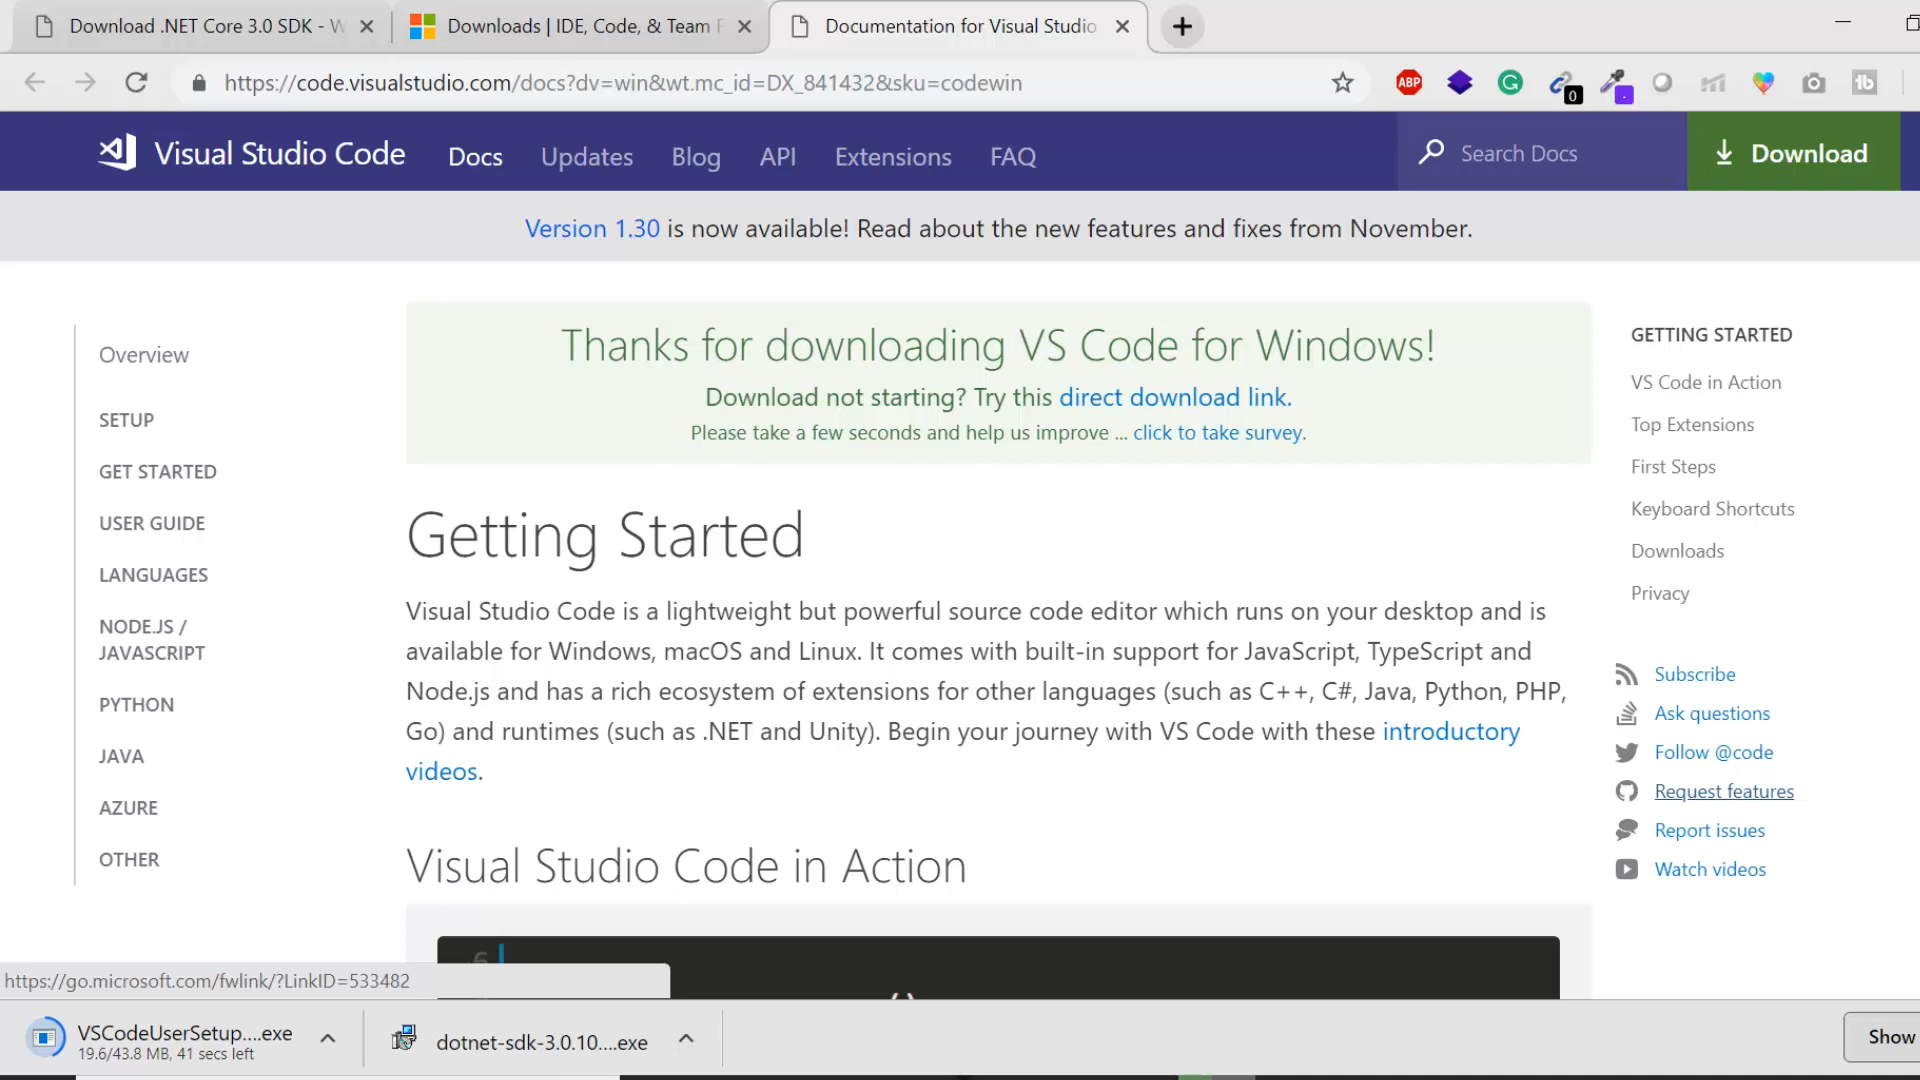 Download .NET Core 3.0 SDK - W
Downloads | IDE, Code, & Team F
Documentation for Visual Studio
https://code.visualstudio.com/docs?dv=win&wt.mc_id=DX_841432&sku=codewin
ABP
0
Visual Studio Code
Docs
Updates
Blog
API
Extensions
FAQ
Search Docs
Download
Version 1.30 is now available! Read about the new features and fixes from November.
Overview
SETUP
GET STARTED
USER GUIDE
LANGUAGES
NODE.JS /
JAVASCRIPT
PYTHON
JAVA
AZURE
OTHER
Thanks for downloading VS Code for Windows!
Download not starting? Try this direct download link.
Please take a few seconds and help us improve ... click to take survey.
Getting Started
Visual Studio Code is a lightweight but powerful source code editor which runs on your desktop and is
available for Windows, macOS and Linux. It comes with built-in support for JavaScript, TypeScript and
Node.js and has a rich ecosystem of extensions for other languages (such as C++, C#, Java, Python, PHP,
Go) and runtimes (such as .NET and Unity). Begin your journey with VS Code with these introductory
videos.
Visual Studio Code in Action
6
()
GETTING STARTED
VS Code in Action
Top Extensions
First Steps
Keyboard Shortcuts
Downloads
Privacy
Subscribe
Ask questions
Follow @code
Request features
Report issues
Watch videos
https://go.microsoft.com/fwlink/?LinkID=533482
VSCodeUserSetup....exe
19.6/43.8 MB, 41 secs left
dotnet-sdk-3.0.10....exe
Show